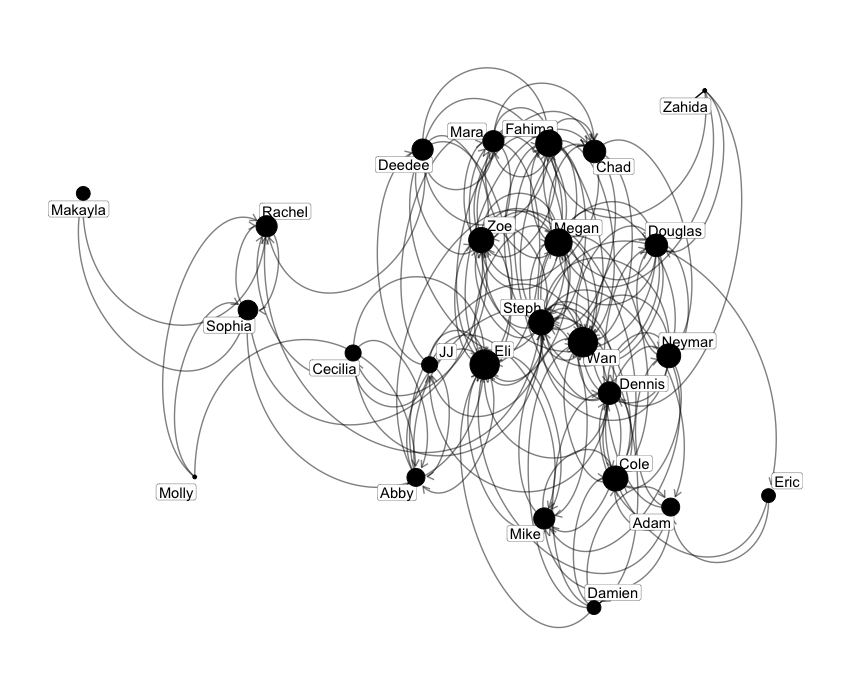 Zahida
Mara
Fahima
Deedee
Chad
Makayla
Rachel
Zoe
Megan
Douglas
Steph
Sophia
Neymar
JJ
Eli
Wan
Cecilia
Dennis
Cole
Molly
Abby
Eric
Adam
Mike
Damien